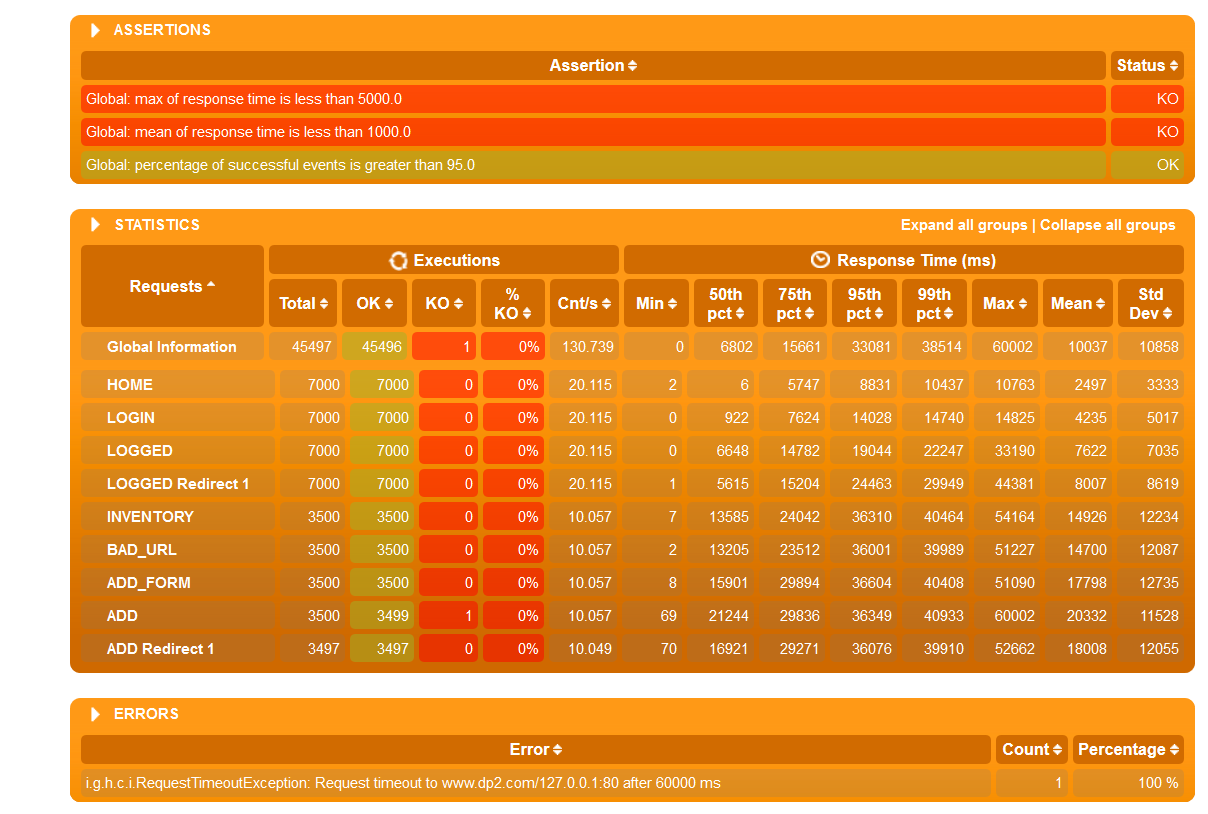 ASSERTIONS
Assertion Status
Global: max of response time is less than 5000.0 KO
Global: mean of response time is less than 1000.0 KO
Global: percentage of successful events is greater than 95.0 OK
STATISTICS Expand all groups | Collapse all groups
Requests Executions Response Time (ms)
Total OK KO % KO Cnt/s Min 50th pct 75th pct 95th pct 99th pct Max Mean Std Dev
Global Information 45497 45496 1 0% 130.739 0 6802 15661 33081 38514 60002 10037 10858
HOME 7000 7000 0 0% 20.115 2 6 5747 8831 10437 10763 2497 3333
LOGIN 7000 7000 0 0% 20.115 0 922 7624 14028 14740 14825 4235 5017
LOGGED 7000 7000 0 0% 20.115 0 6648 14782 19044 22247 33190 7622 7035
LOGGED Redirect 1 7000 7000 0 0% 20.115 1 5615 15204 24463 29949 44381 8007 8619
INVENTORY 3500 3500 0 0% 10.057 7 13585 24042 36310 40464 54164 14926 12234
BAD_URL 3500 3500 0 0% 10.057 2 13205 23512 36001 39989 51227 14700 12087
ADD_FORM 3500 3500 0 0% 10.057 8 15901 29894 36604 40408 51090 17798 12735
ADD 3500 3499 1 0% 10.057 69 21244 29836 36349 40933 60002 20332 11528
ADD Redirect 1 3497 3497 0 0% 10.049 70 16921 29271 36076 39910 52662 18008 12055
ERRORS
Error Count Percentage
i.g.h.c.i.RequestTimeoutException: Request timeout to www.dp2.com/127.0.0.1:80 after 60000 ms 1 100 %